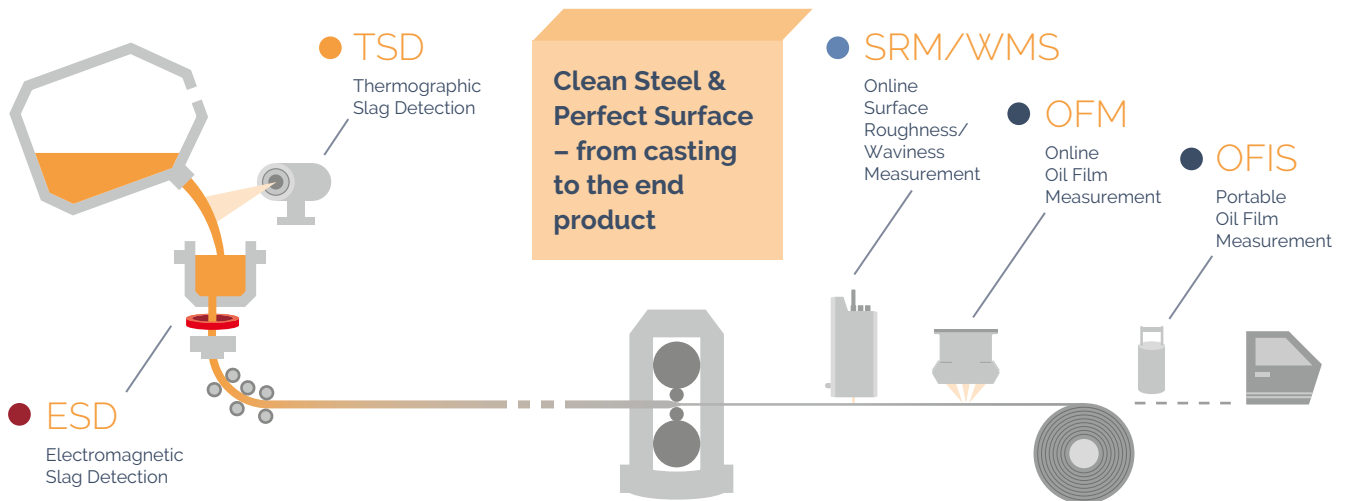 TSD
Thermographic
Slag Detection
Clean Steel &
Perfect Surface
– from casting
to the end
product
SRM/WMS
Online
Surface
Roughness/
Waviness
Measurement
OFM
Online
Oil Film
Measurement
OFIS
Portable
Oil Film
Measurement
ESD
Electromagnetic
Slag Detection